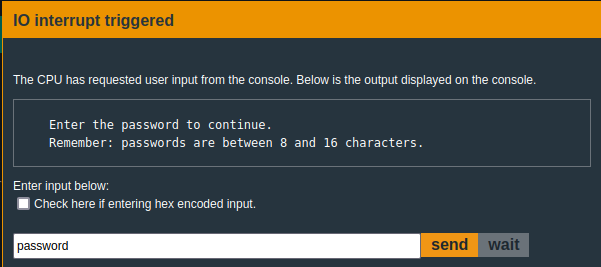 IO interrupt triggered
The CPU has requested user input from the console. Below is the output displayed on the console.
Enter the password to continue.
Remember: passwords are between 8 and 16 characters.
Enter input below:
Check here if entering hex encoded input.
password send wait